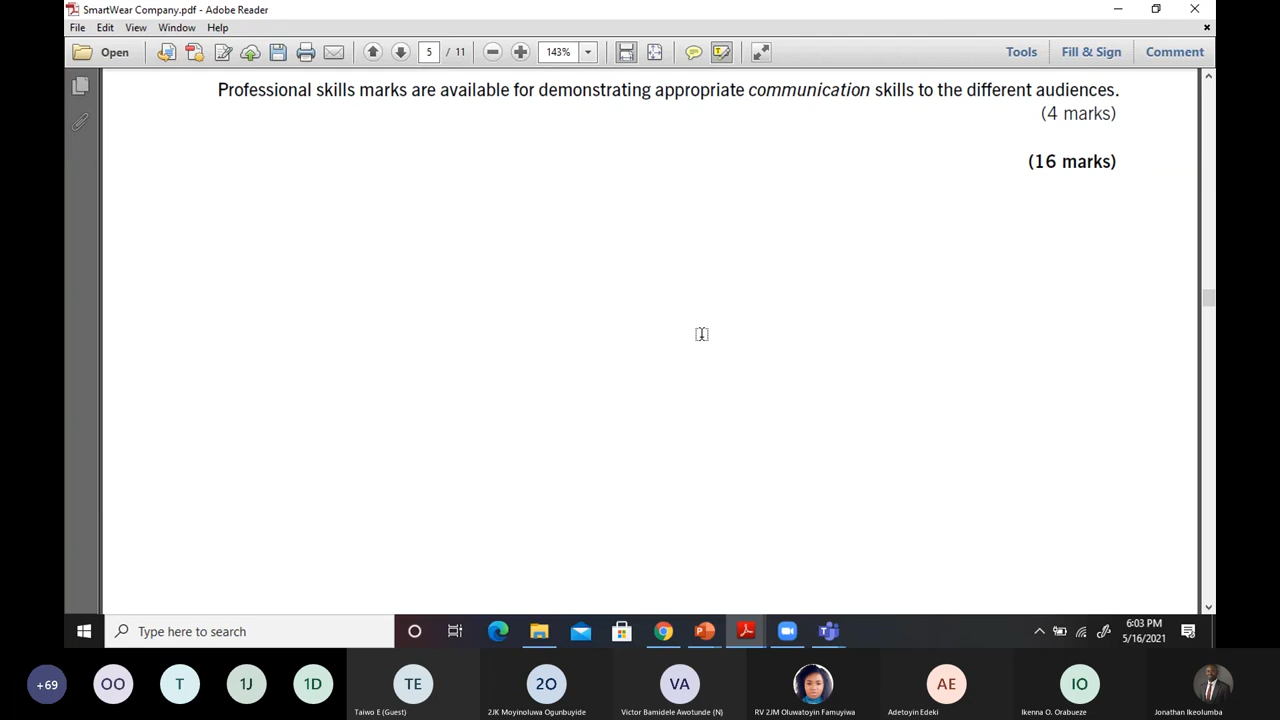 SmartWear Company.pdf - Adobe Reader
File Edit View Window Help
Open 5 / 11 143% Tools Fill & Sign Comment
Professional skills marks are available for demonstrating appropriate communication skills to the different audiences.
(4 marks)
(16 marks)
Type here to search
6:03 PM
5/16/2021
+69 OO T 1J 1D TE 2O VA AE IO
Taiwo E (Guest) 2JK Moyinoluwa Ogunbuyide Victor Bamidele Awotunde (N) RV 2JM Oluwatoyin Famuyiwa Adetoyin Edeki Ikenna O. Orabueze Jonathan Ikeolumba